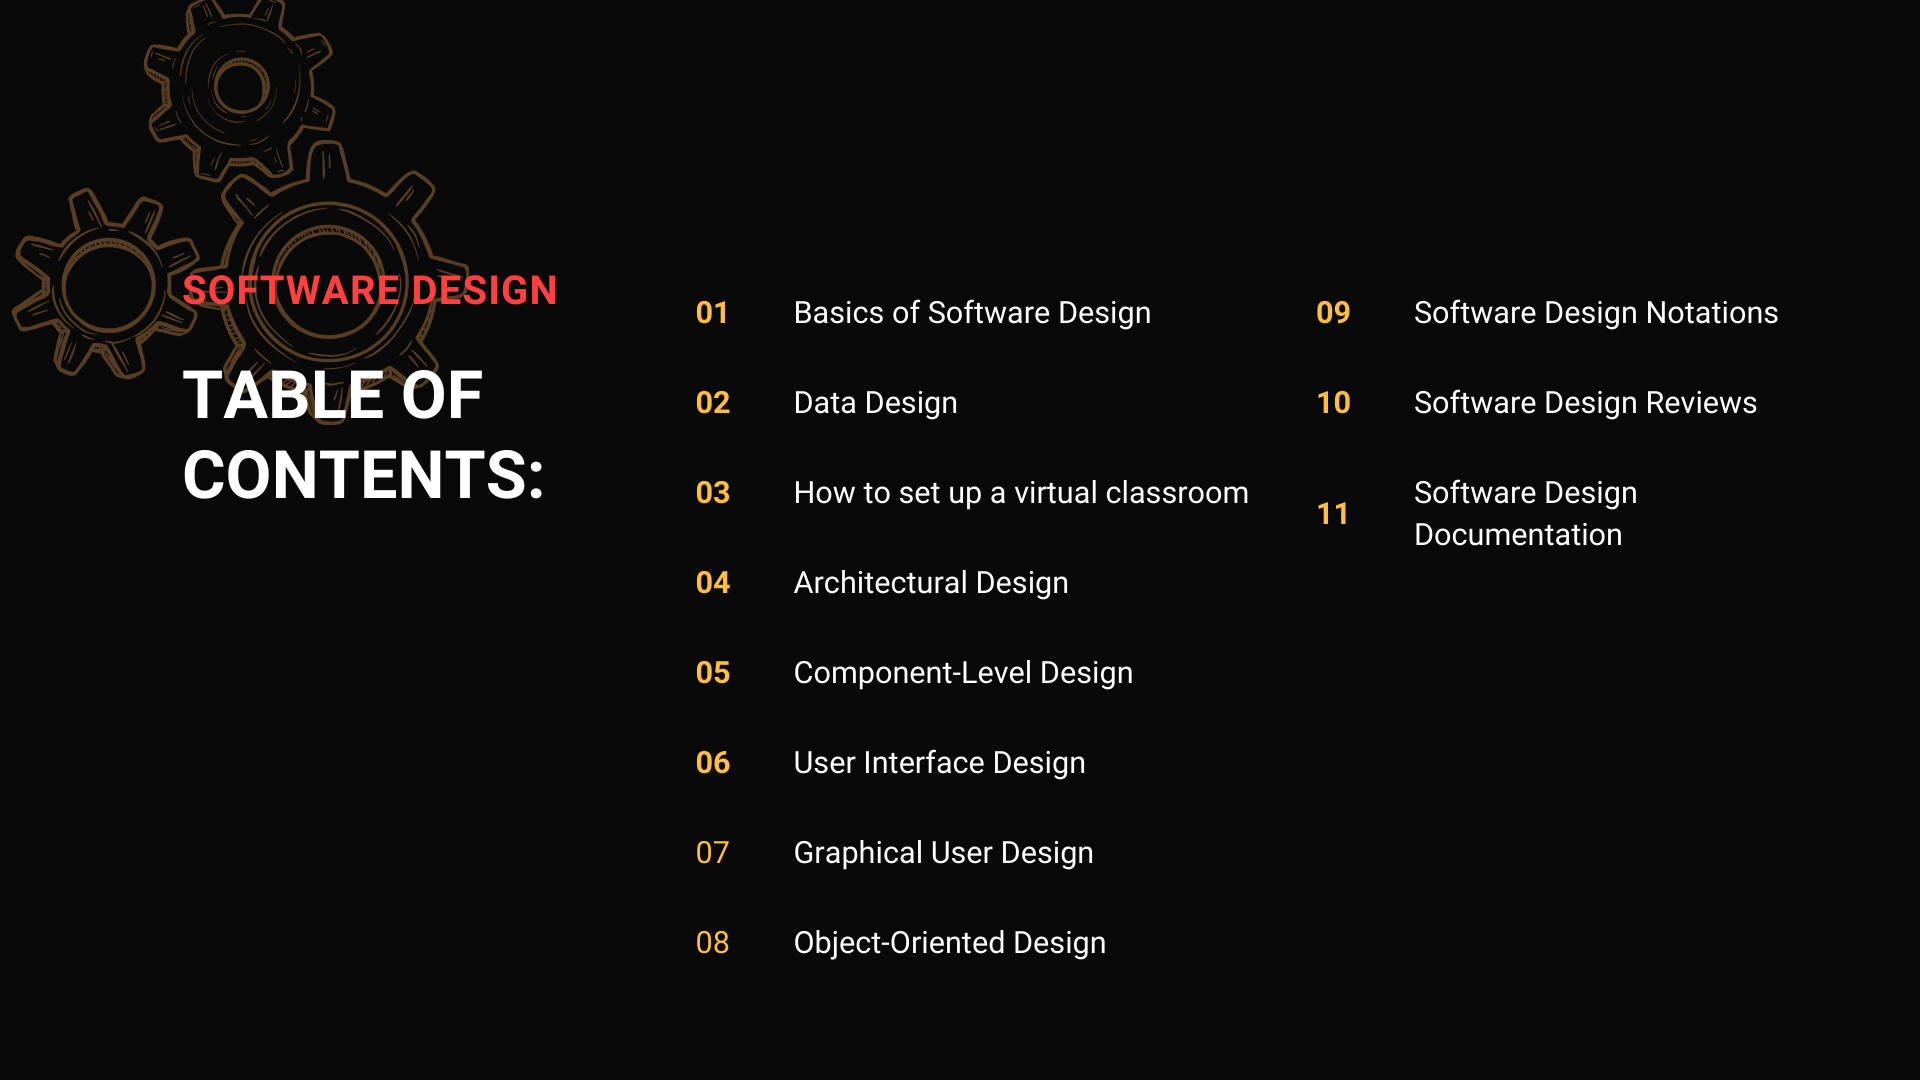 SOFTWARE DESIGN
TABLE OF
CONTENTS:
01 Basics of Software Design
02 Data Design
03 How to set up a virtual classroom
04 Architectural Design
05 Component-Level Design
06 User Interface Design
07 Graphical User Design
08 Object-Oriented Design
09 Software Design Notations
10 Software Design Reviews
11 Software Design
Documentation